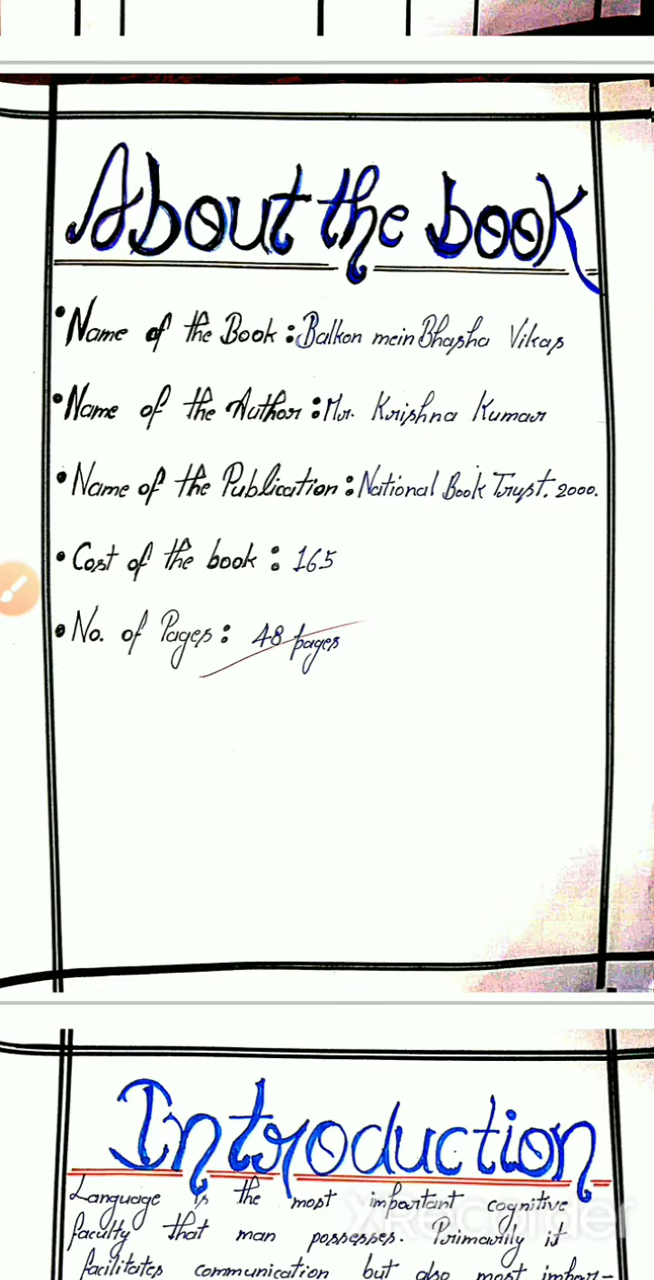 About the book
• Name of the Book : Balkon mein Bhasha Vikas
• Name of the Author : Mr. Krishna Kumar
• Name of the Publication : National Book Trust. 2000.
• Cost of the book : 165
• No. of Pages : 48 pages
Introduction
Language is the most important cognitive
faculty that man possesses. Primarily it
facilitates communication but also most impor-
XRecorder